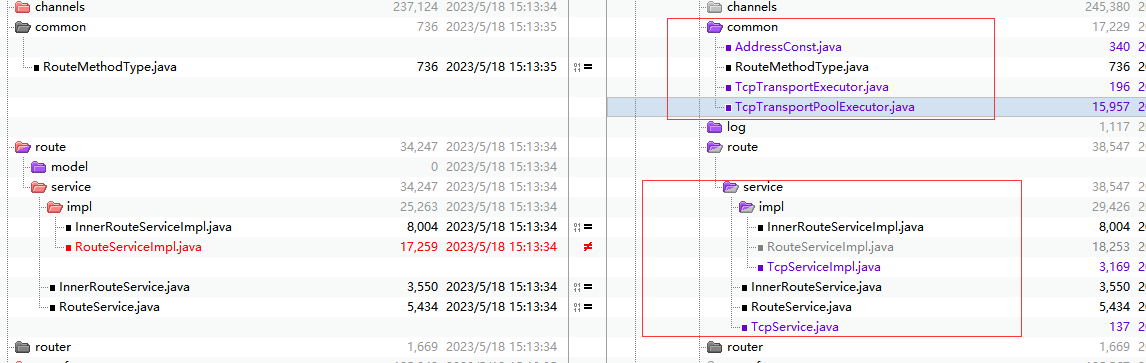 channels 237,124 2023/5/18 15:13:34 channels 245,380 2
common 736 2023/5/18 15:13:35 common 17,229 2
AddressConst.java 340 2
RouteMethodType.java 736 2023/5/18 15:13:35 = RouteMethodType.java 736 2
TcpTransportExecutor.java 196 2
TcpTransportPoolExecutor.java 15,957 2
log 1,117 2
route 34,247 2023/5/18 15:13:34 route 38,547 2
model 0 2023/5/18 15:13:34
service 34,247 2023/5/18 15:13:34 service 38,547 2
impl 25,263 2023/5/18 15:13:34 impl 29,426 2
InnerRouteServiceImpl.java 8,004 2023/5/18 15:13:34 = InnerRouteServiceImpl.java 8,004 2
RouteServiceImpl.java 17,259 2023/5/18 15:13:34 ≠ RouteServiceImpl.java 18,253 2
TcpServiceImpl.java 3,169 2
InnerRouteService.java 3,550 2023/5/18 15:13:34 = InnerRouteService.java 3,550 2
RouteService.java 5,434 2023/5/18 15:13:34 = RouteService.java 5,434 2
TcpService.java 137 2
router 1,669 2023/5/18 15:13:34 router 1,669 2